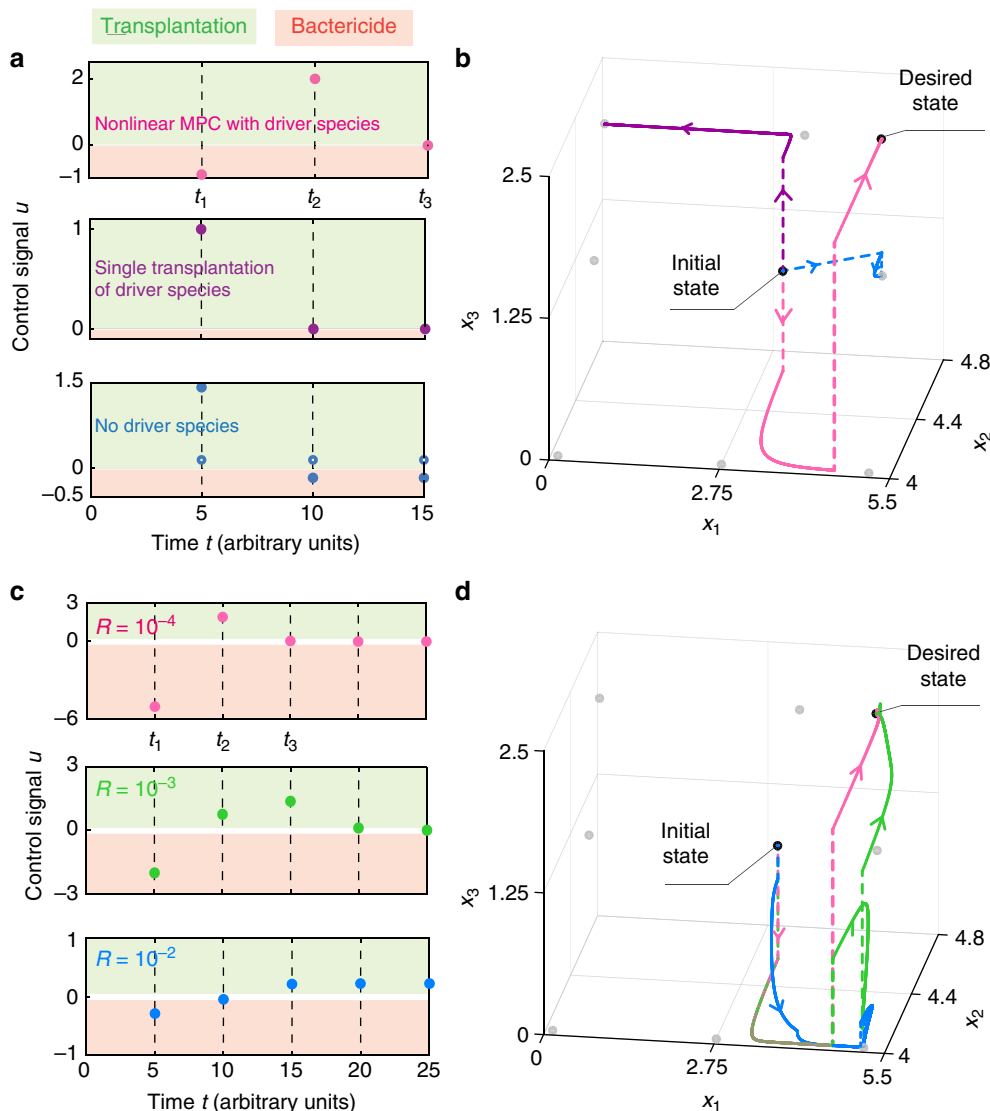 Transplantation
Bactericide
a
Control signal u
2
0
−1
Nonlinear MPC with driver species
t1
t2
t3
1
0
Single transplantation
of driver species
1.5
0
−0.5
No driver species
0
5
10
15
Time t (arbitrary units)
b
Desired
state
Initial
state
x3
2.5
1.25
0
0
2.75
5.5
x1
4
4.4
4.8
x2
c
Control signal u
3
0
−6
R = 10−4
t1
t2
t3
3
0
−3
R = 10−3
1
0
−1
R = 10−2
0
5
10
15
20
25
Time t (arbitrary units)
d
Desired
state
Initial
state
x3
2.5
1.25
0
0
2.75
5.5
x1
4
4.4
4.8
x2